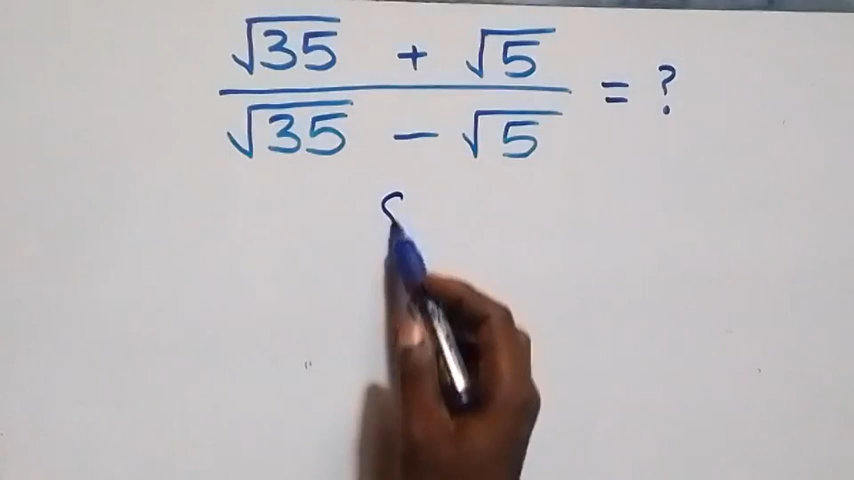 √35 + √5
√35 − √5 = ?